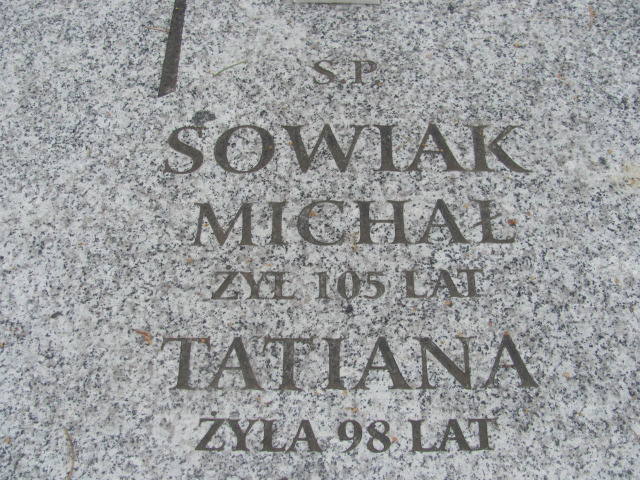 Ś.P.
SOWIAK
MICHAŁ
ŻYŁ 105 LAT
TATIANA
ŻYŁA 98 LAT